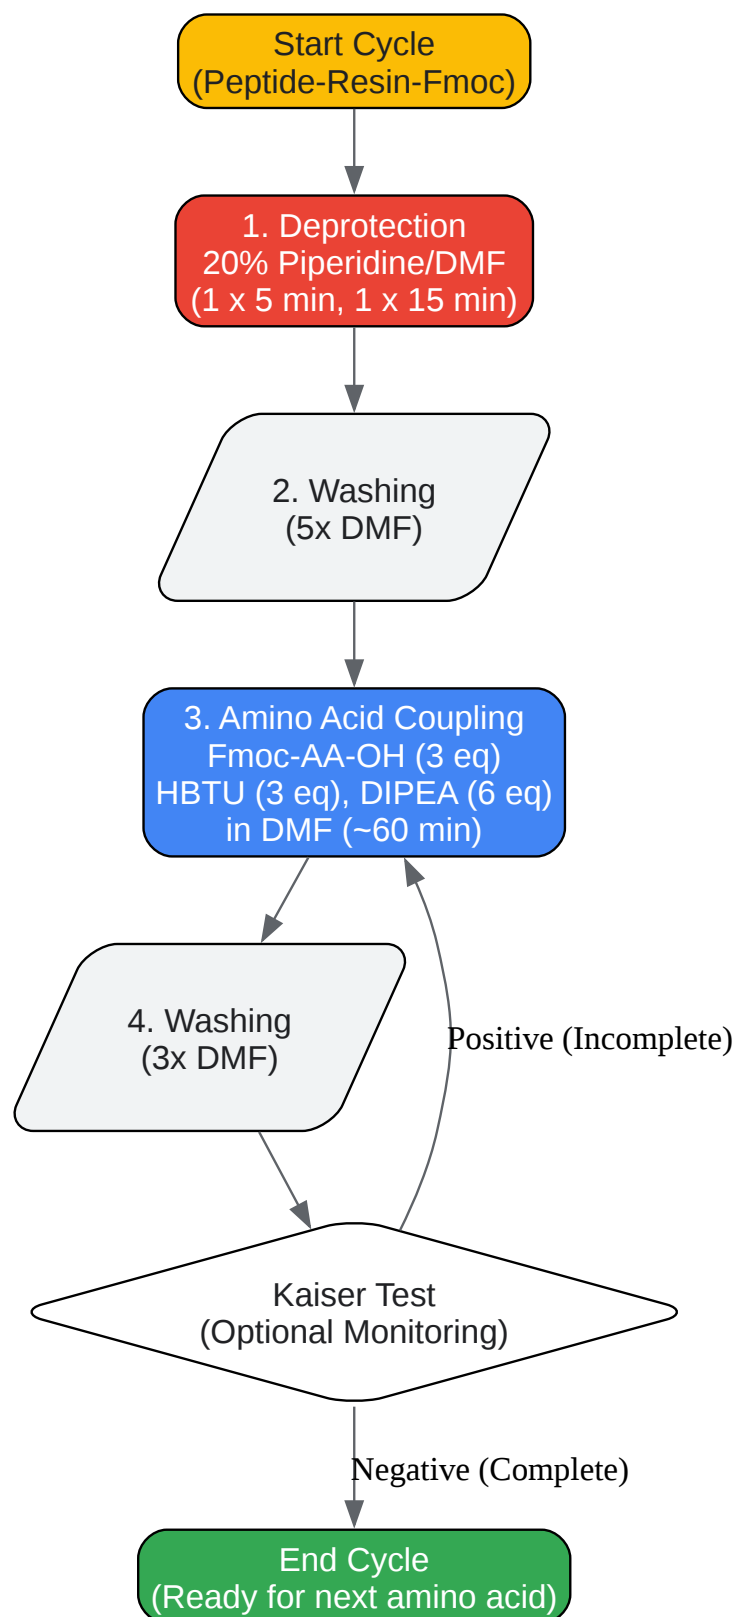 Start Cycle
(Peptide-Resin-Fmoc)
1. Deprotection
20% Piperidine/DMF
(1 x 5 min, 1 x 15 min)
2. Washing
(5x DMF)
3. Amino Acid Coupling
Fmoc-AA-OH (3 eq)
HBTU (3 eq), DIPEA (6 eq)
in DMF (~60 min)
4. Washing
(3x DMF)
Positive (Incomplete)
Kaiser Test
(Optional Monitoring)
Negative (Complete)
End Cycle
(Ready for next amino acid)